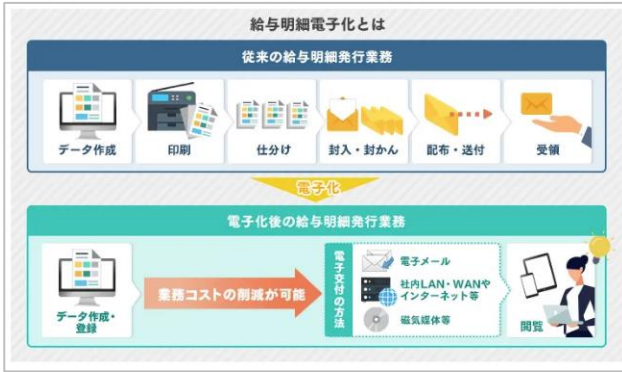 給与明細電子化とは
従来の給与明細発行業務
データ作成
印刷
仕分け
封入・封かん
配布・送付
受領
電子化
電子化後の給与明細発行業務
データ作成・
登録
業務コストの削減が可能
電子交付の方法
電子メール
社内LAN・WANや
インターネット等
磁気媒体等
閲覧